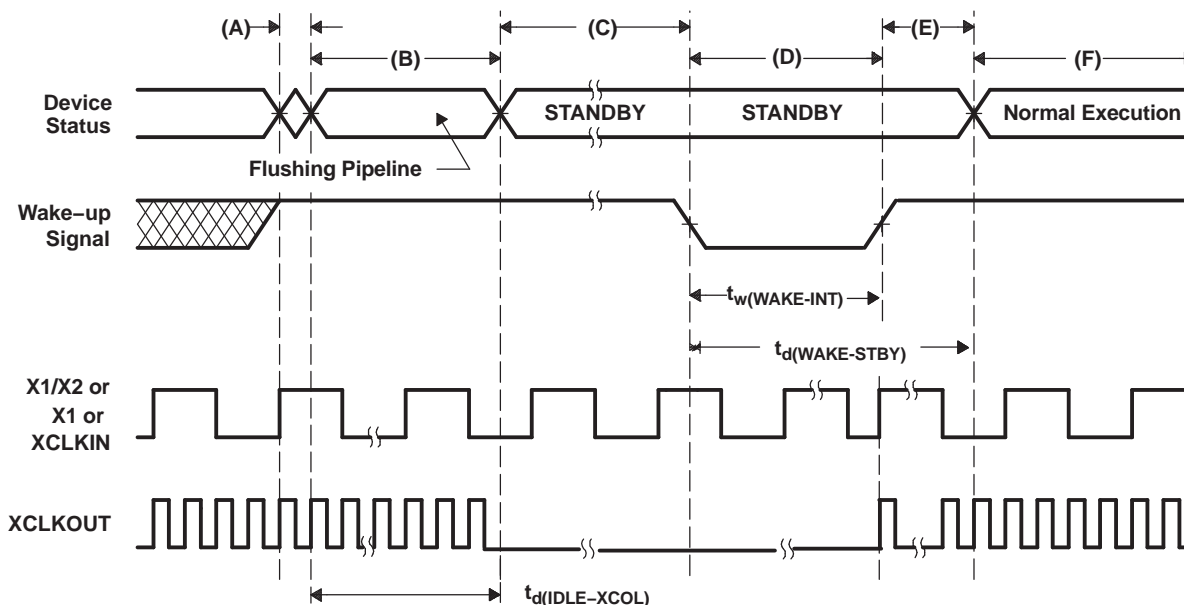 (A)
(B)
(C)
(D)
(E)
(F)
Device
Status
STANDBY
STANDBY
Normal Execution
Flushing Pipeline
Wake−up
Signal
tw(WAKE-INT)
td(WAKE-STBY)
X1/X2 or
X1 or
XCLKIN
XCLKOUT
td(IDLE−XCOL)